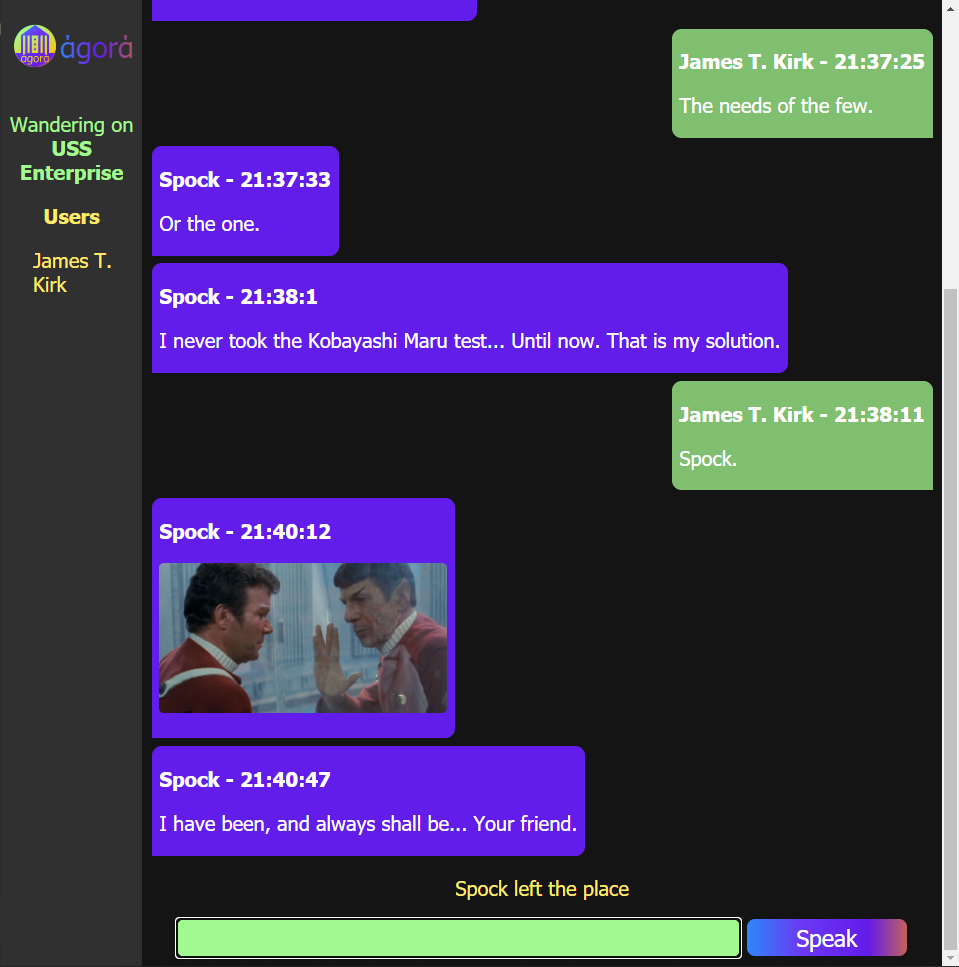 ágora
ágorá
Wandering on
USS
Enterprise
Users
James T.
Kirk
James T. Kirk - 21:37:25
The needs of the few.
Spock - 21:37:33
Or the one.
Spock - 21:38:1
I never took the Kobayashi Maru test... Until now. That is my solution.
James T. Kirk - 21:38:11
Spock.
Spock - 21:40:12
Spock - 21:40:47
I have been, and always shall be... Your friend.
Spock left the place
Speak